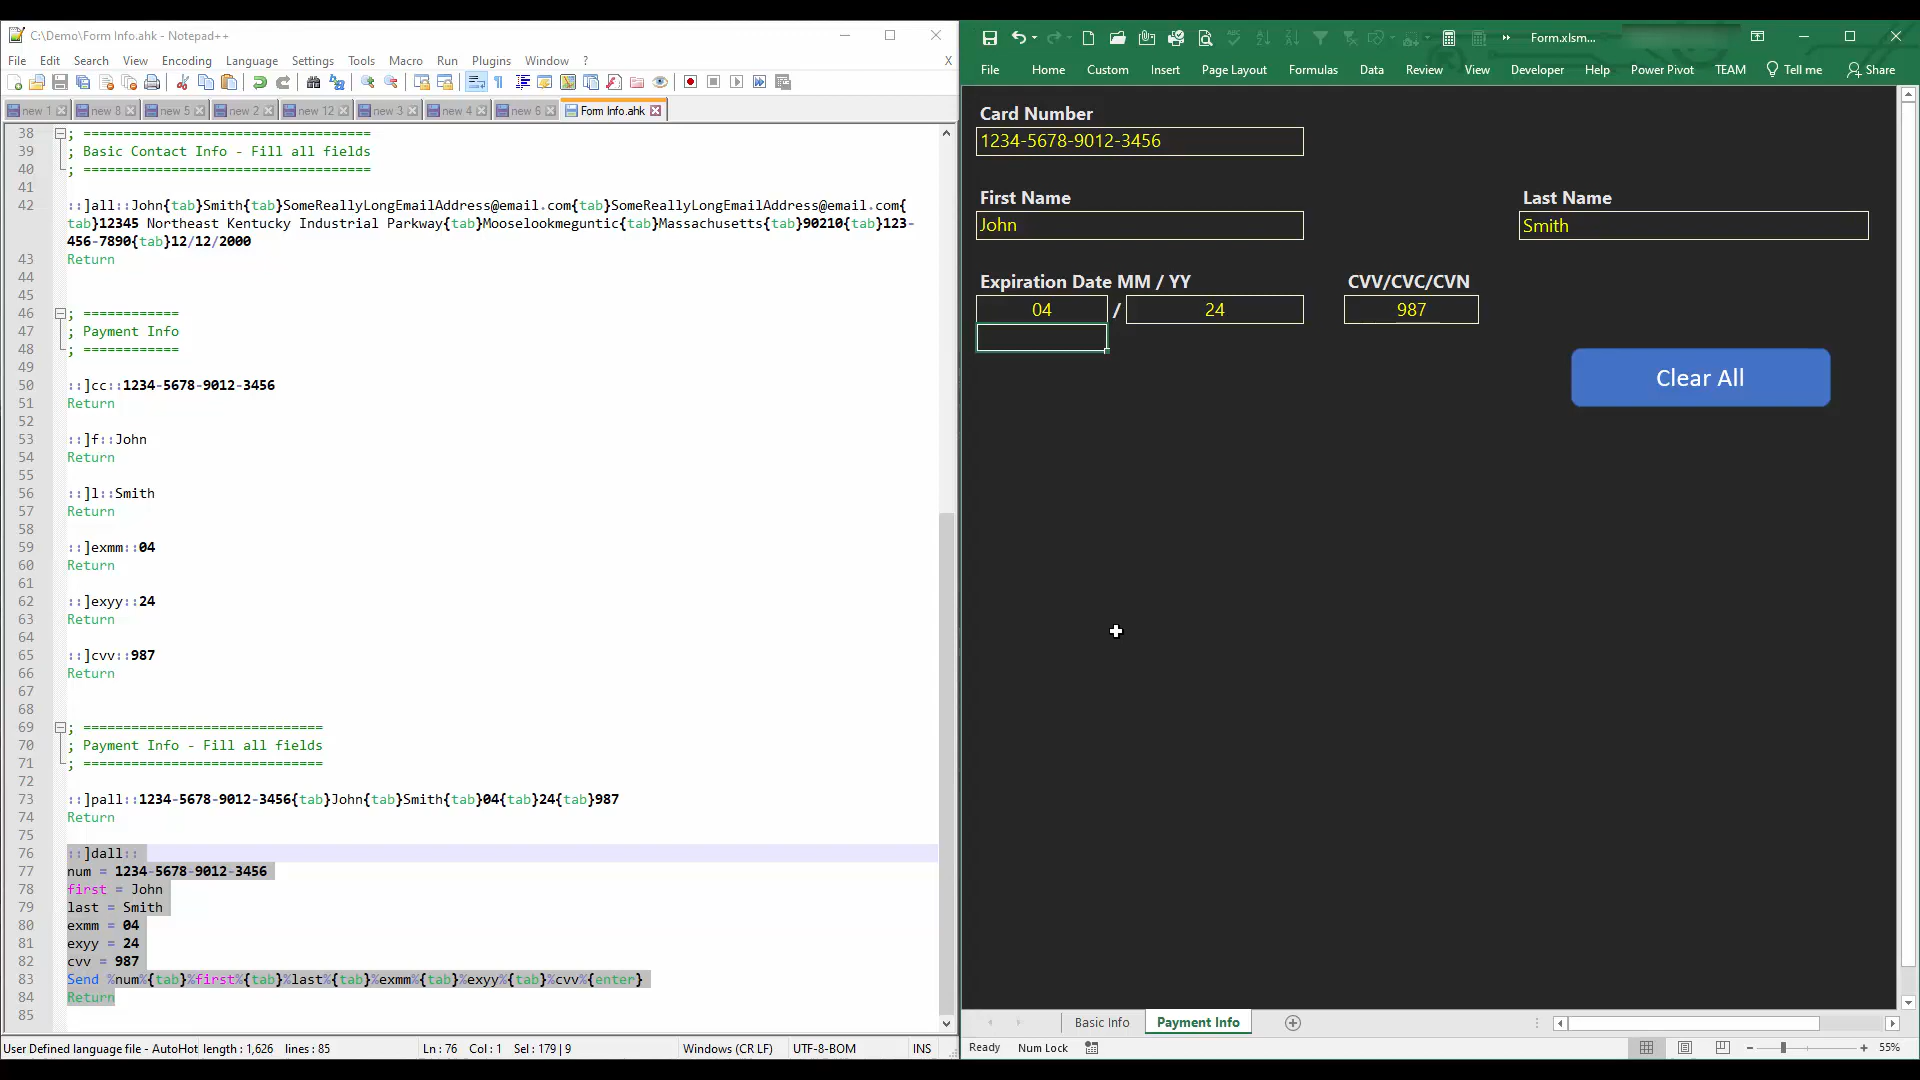 C:\Demo\Form Info.ahk - Notepad++
File Edit Search View Encoding Language Settings Tools Macro Run Plugins Window ? X
new 1 new 8 new 5 new 2 new 12 new 3 new 4 new 6 Form Info.ahk
38 ; ====================================
39 ; Basic Contact Info - Fill all fields
40 ; ====================================
41
42 ::]all::John{tab}Smith{tab}SomeReallyLongEmailAddress@email.com{tab}SomeReallyLongEmailAddress@email.com{
tab}12345 Northeast Kentucky Industrial Parkway{tab}Mooselookmeguntic{tab}Massachusetts{tab}90210{tab}123-
456-7890{tab}12/12/2000
43 Return
44
45
46 ; ============
47 ; Payment Info
48 ; ============
49
50 ::]cc::1234-5678-9012-3456
51 Return
52
53 ::]f::John
54 Return
55
56 ::]l::Smith
57 Return
58
59 ::]exmm::04
60 Return
61
62 ::]exyy::24
63 Return
64
65 ::]cvv::987
66 Return
67
68
69 ; ==============================
70 ; Payment Info - Fill all fields
71 ; ==============================
72
73 ::]pall::1234-5678-9012-3456{tab}John{tab}Smith{tab}04{tab}24{tab}987
74 Return
75
76 ::]dall::
77 num = 1234-5678-9012-3456
78 first = John
79 last = Smith
80 exmm = 04
81 exyy = 24
82 cvv = 987
83 Send %num%{tab}%first%{tab}%last%{tab}%exmm%{tab}%exyy%{tab}%cvv%{enter}
84 Return
85
User Defined language file - AutoHot length : 1,626 lines : 85 Ln : 76 Col : 1 Sel : 179 | 9 Windows (CR LF) UTF-8-BOM INS
Form.xlsm...
File Home Custom Insert Page Layout Formulas Data Review View Developer Help Power Pivot TEAM Tell me Share
Card Number
1234-5678-9012-3456
First Name Last Name
John Smith
Expiration Date MM / YY CVV/CVC/CVN
04 / 24 987
Clear All
Basic Info Payment Info
Ready Num Lock 55%